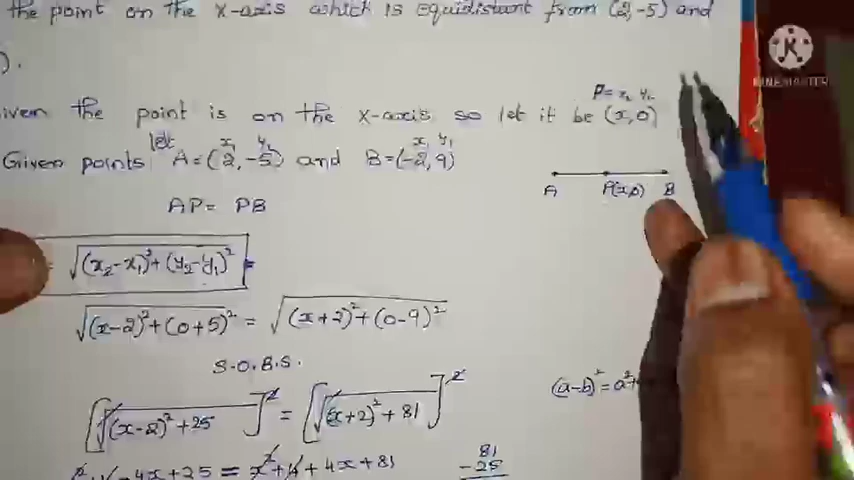 the point on the x-axis which is equidistant from (2,-5) and
).
iven the point is on the x-axis so let it be (x,0)
P= x₂ y₂
let x₁ y₁ x₁ y₁
Given points A=(2,-5) and B=(-2,9)
A P(x,0) B
AP = PB
√(x₂-x₁)²+(y₂-y₁)² =
√(x-2)²+(0+5)² = √(x+2)²+(0-9)²
S.O.B.S.
(a-b)²=a²+
[√(x-2)²+25]² = [√(x+2)²+81]²
-4x+25 = x²+4+4x+81
81
-25
K
KINEMASTER